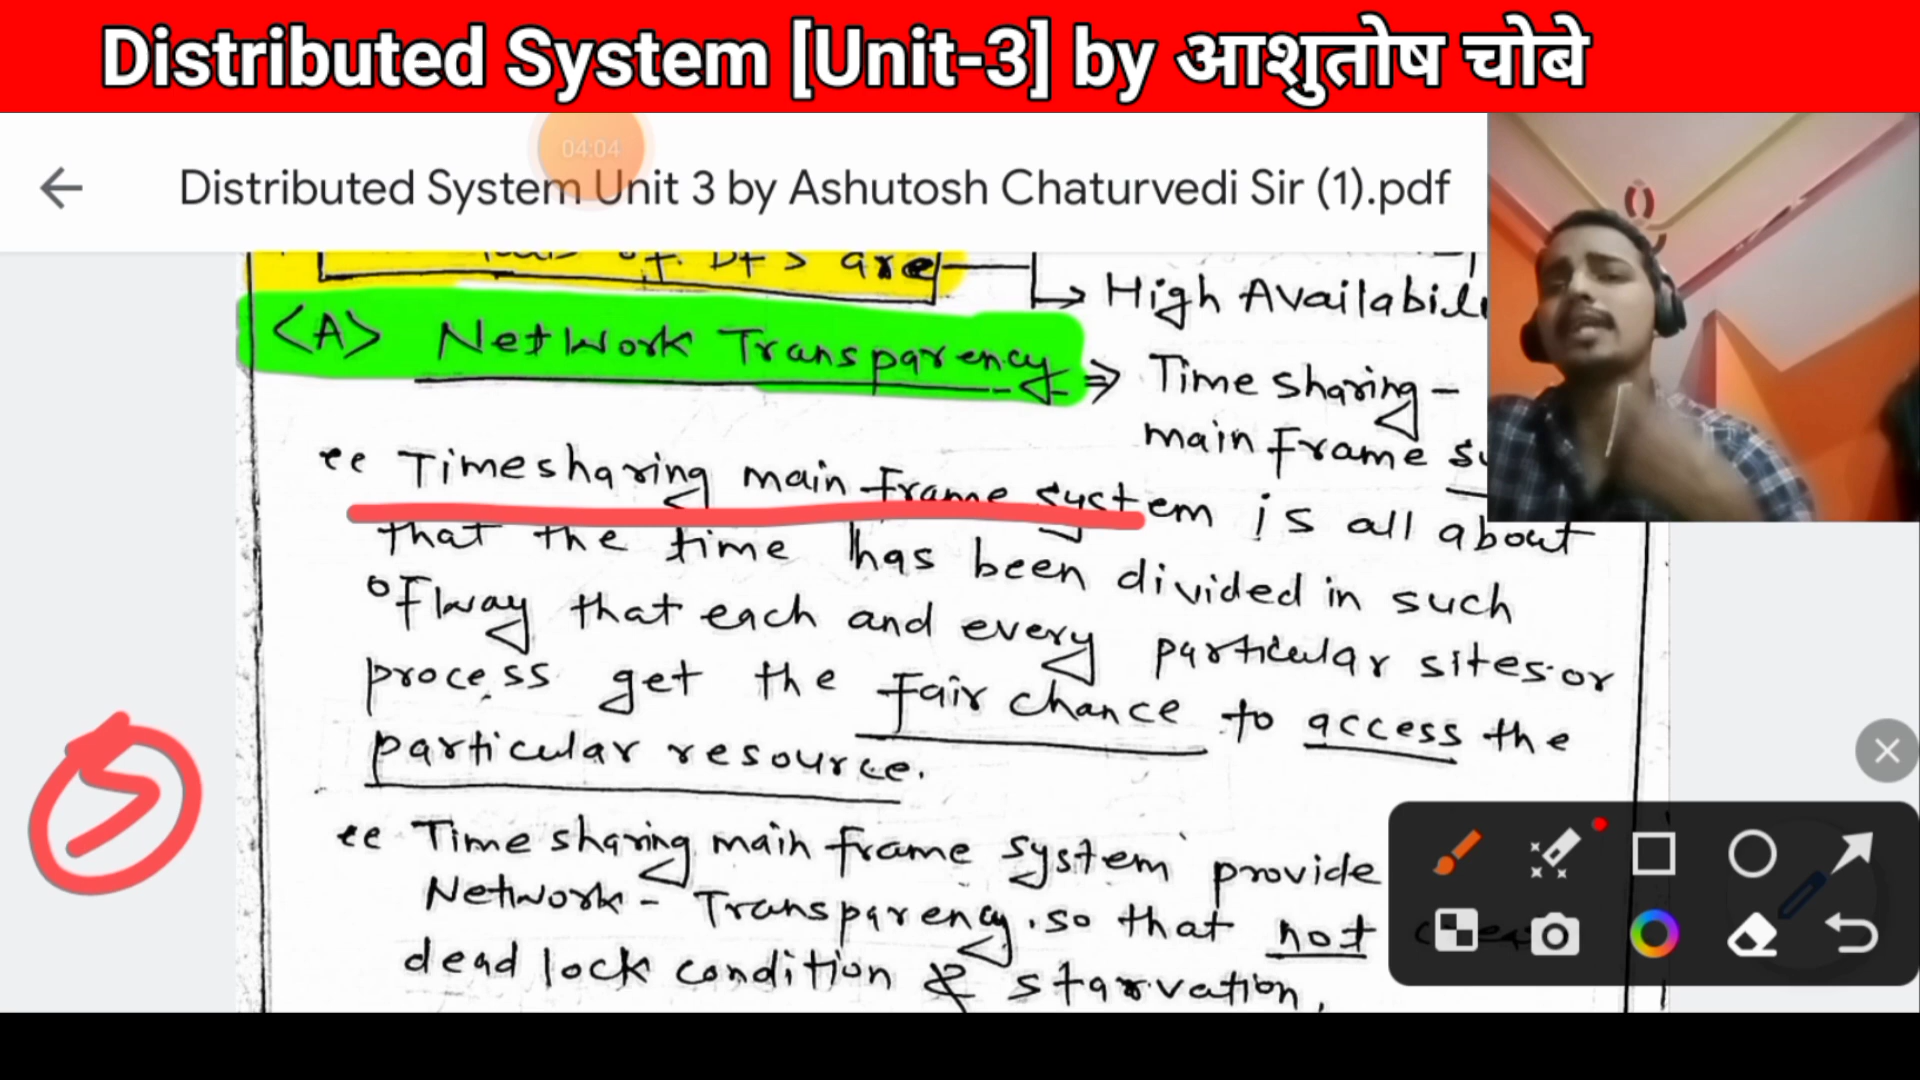 Distributed System [Unit-3] by आशुतोष चोबे
04:04
Distributed System Unit 3 by Ashutosh Chaturvedi Sir (1).pdf
of DFS are
High Availabil
<A> Network Transparency ⇒ Time sharing -
main frame
Timesharing main frame system is all about
that the time has been divided in such
of way that each and every particular sites or
process get the fair chance to access the
particular resource.
Time sharing main frame system provide
Network - Transparency. so that not
dead lock condition & starvation,